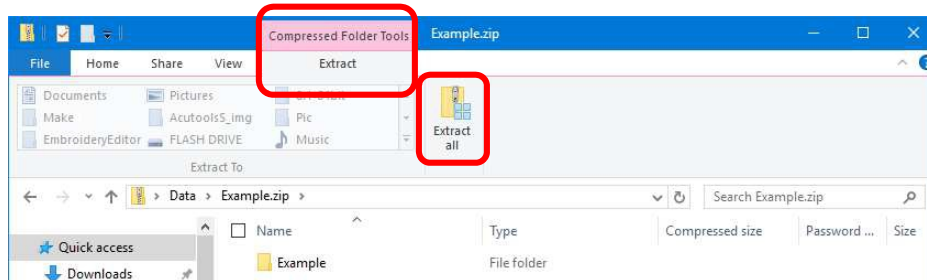 Compressed Folder Tools Example.zip
File Home Share View Extract
Documents Pictures
Make AcutoolsS_img Pic
EmbroideryEditor FLASH DRIVE Music
Extract all
Extract To
Data > Example.zip > Search Example.zip
Name Type Compressed size Password ... Size
Quick access
Example File folder
Downloads